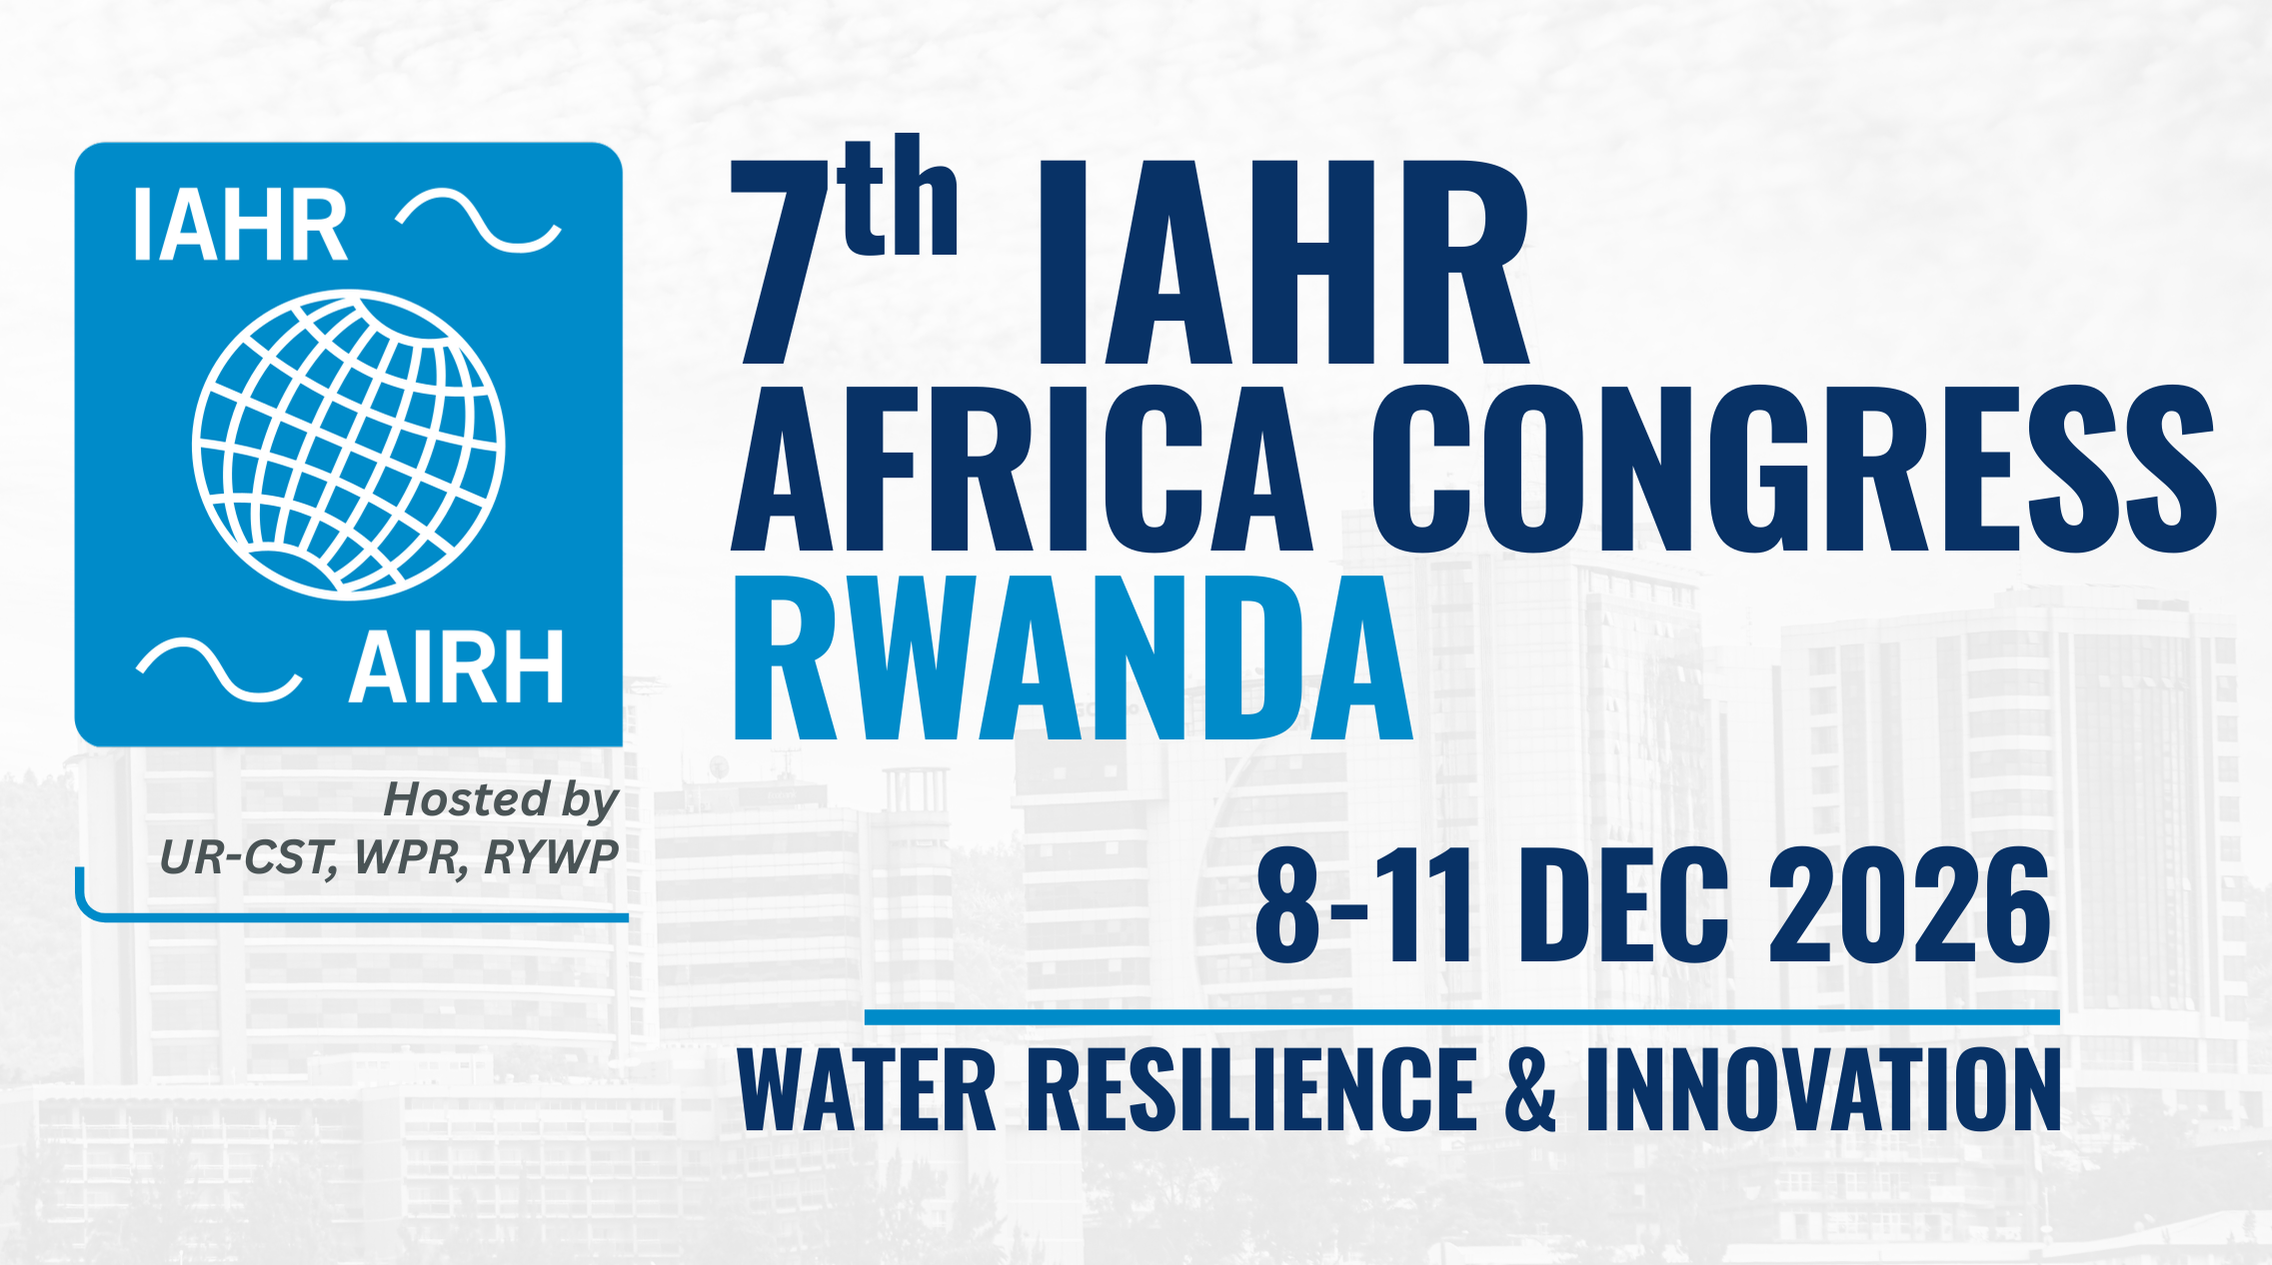 IAHR
AIRH
Hosted by
UR-CST, WPR, RYWP
7th IAHR
AFRICA CONGRESS
RWANDA
8-11 DEC 2026
WATER RESILIENCE & INNOVATION